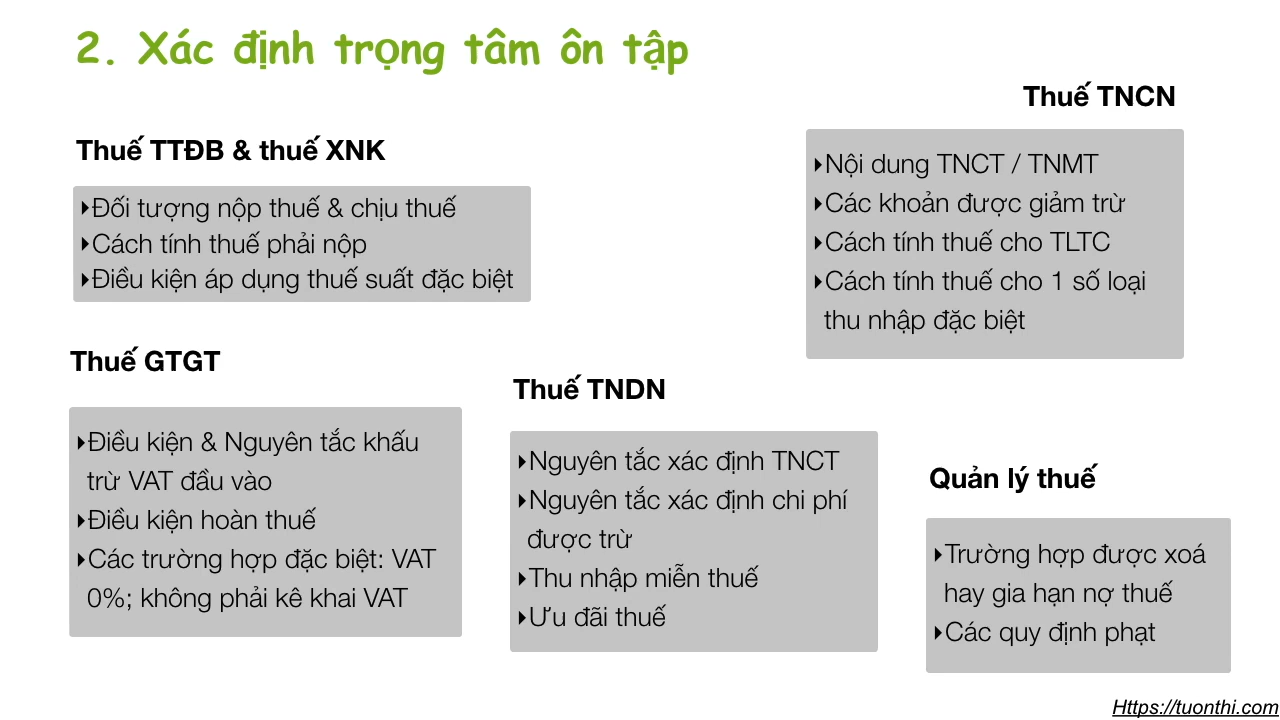 2. Xác định trọng tâm ôn tập
Thuế TTĐB & thuế XNK
‣Đối tượng nộp thuế & chịu thuế
‣Cách tính thuế phải nộp
‣Điều kiện áp dụng thuế suất đặc biệt
Thuế TNCN
‣Nội dung TNCT / TNMT
‣Các khoản được giảm trừ
‣Cách tính thuế cho TLTC
‣Cách tính thuế cho 1 số loại
thu nhập đặc biệt
Thuế GTGT
‣Điều kiện & Nguyên tắc khấu
trừ VAT đầu vào
‣Điều kiện hoàn thuế
‣Các trường hợp đặc biệt: VAT
0%; không phải kê khai VAT
Thuế TNDN
‣Nguyên tắc xác định TNCT
‣Nguyên tắc xác định chi phí
được trừ
‣Thu nhập miễn thuế
‣Ưu đãi thuế
Quản lý thuế
‣Trường hợp được xoá
hay gia hạn nợ thuế
‣Các quy định phạt
Https://tuonthi.com